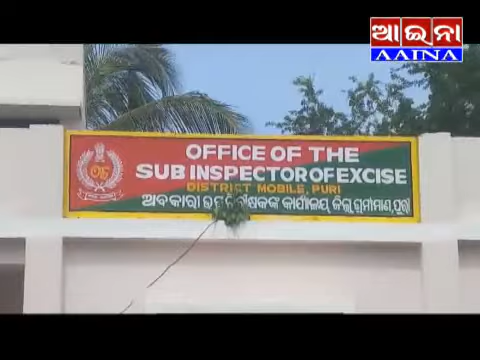 ଆଇନା
AAINA
OFFICE OF THE
SUB INSPECTOR OF EXCISE
DISTRICT MOBILE, PURI
ଅବକାରୀ କାର୍ଯାଳୟ ଜିଲ୍ଲା ଭ୍ରାମ୍ୟମାଣ, ପୁରୀ